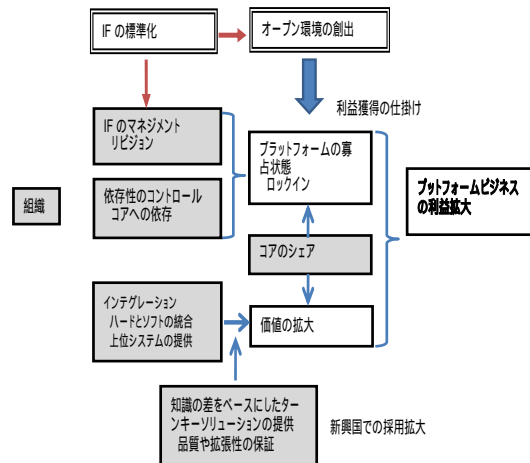 IF の標準化
オープン環境の創出
利益獲得の仕掛け
IF のマネジメント
リビジョン
プラットフォームの寡
占状態
ロックイン
プットフォームビジネス
の利益拡大
依存性のコントロール
コアへの依存
組織
コアのシェア
インテグレーション
ハードとソフトの統合
上位システムの提供
価値の拡大
知識の差をベースにしたター
ンキーソリューションの提供
品質や拡張性の保証
新興国での採用拡大